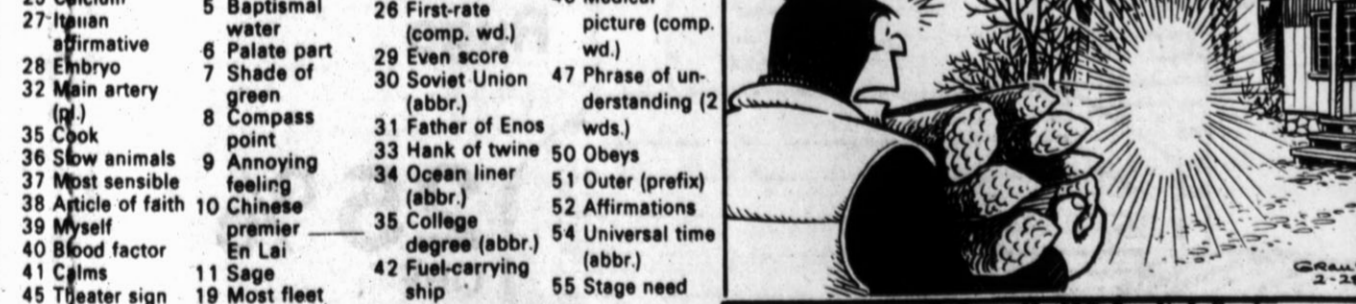 27 Italian
affirmative
28 Embryo
32 Main artery
(pl.)
35 Cook
36 Slow animals
37 Most sensible
38 Article of faith
39 Myself
40 Blood factor
41 Calms
45 Theater sign
5 Baptismal
water
6 Palate part
7 Shade of
green
8 Compass
point
9 Annoying
feeling
10 Chinese
premier ____
En Lai
11 Sage
19 Most fleet
26 First-rate
(comp. wd.)
29 Even score
30 Soviet Union
(abbr.)
31 Father of Enos
33 Hank of twine
34 Ocean liner
(abbr.)
35 College
degree (abbr.)
42 Fuel-carrying
ship
picture (comp.
wd.)
47 Phrase of un-
derstanding (2
wds.)
50 Obeys
51 Outer (prefix)
52 Affirmations
54 Universal time
(abbr.)
55 Stage need